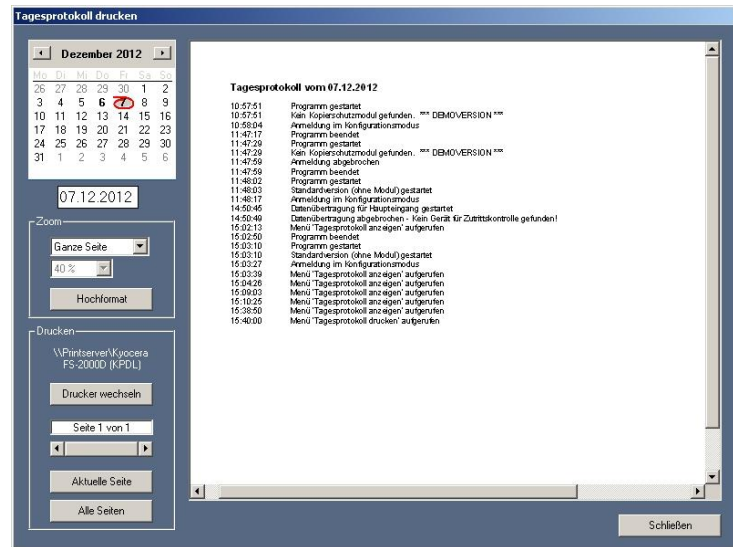 Tagesprotokoll drucken
Dezember 2012
Mo Di Mi Do Fr Sa So
26 27 28 29 30 1 2
3 4 5 6 7 8 9
10 11 12 13 14 15 16
17 18 19 20 21 22 23
24 25 26 27 28 29 30
31 1 2 3 4 5 6
07.12.2012
Zoom
Ganze Seite
40 %
Hochformat
Drucken
\\Printserver\Kyocera
FS-2000D (KPDL)
Drucker wechseln
Seite 1 von 1
Aktuelle Seite
Alle Seiten
Tagesprotokoll vom 07.12.2012
10:57:51 Programm gestartet
10:57:51 Kein Kopierschutzmodul gefunden. *** DEMOVERSION ***
10:58:04 Anmeldung im Konfigurationsmodus
11:47:17 Programm beendet
11:47:29 Programm gestartet
11:47:29 Kein Kopierschutzmodul gefunden. *** DEMOVERSION ***
11:47:59 Anmeldung abgebrochen
11:47:59 Programm beendet
11:48:02 Programm gestartet
11:48:03 Standardversion (ohne Modul) gestartet
11:48:17 Anmeldung im Konfigurationsmodus
14:50:45 Datenübertragung für Haupteingang gestartet
14:50:49 Datenübertragung abgebrochen - Kein Gerät für Zutrittskontrolle gefunden!
15:02:13 Menü 'Tagesprotokoll anzeigen' aufgerufen
15:02:50 Programm beendet
15:03:10 Programm gestartet
15:03:10 Standardversion (ohne Modul) gestartet
15:03:27 Anmeldung im Konfigurationsmodus
15:03:39 Menü 'Tagesprotokoll anzeigen' aufgerufen
15:04:26 Menü 'Tagesprotokoll anzeigen' aufgerufen
15:09:03 Menü 'Tagesprotokoll anzeigen' aufgerufen
15:10:25 Menü 'Tagesprotokoll anzeigen' aufgerufen
15:38:50 Menü 'Tagesprotokoll anzeigen' aufgerufen
15:40:00 Menü 'Tagesprotokoll drucken' aufgerufen
Schließen